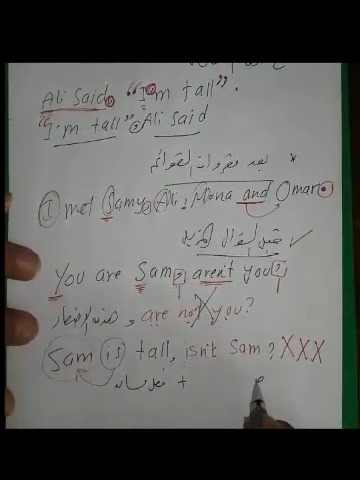 Ali Said, "I'm tall".
"I'm tall", Ali Said
* بعد مفردات القوائم
I met Samy, Ali, Mona and Omar.
قبل السؤال المذيل ✓
You are Sam, aren't you?
are not you?
Sam is tall, isn't Sam? XXX
+